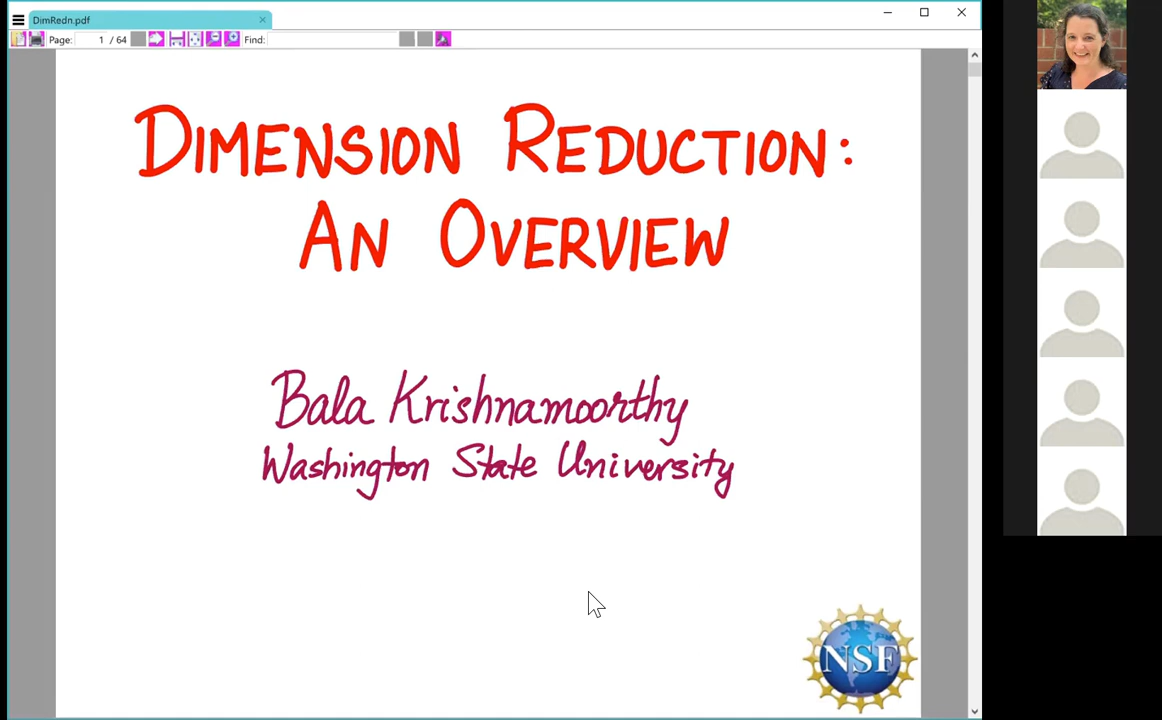 DimRedn.pdf
Page: 1 / 64 Find:
DIMENSION REDUCTION:
AN OVERVIEW
Bala Krishnamoorthy
Washington State University
NSF